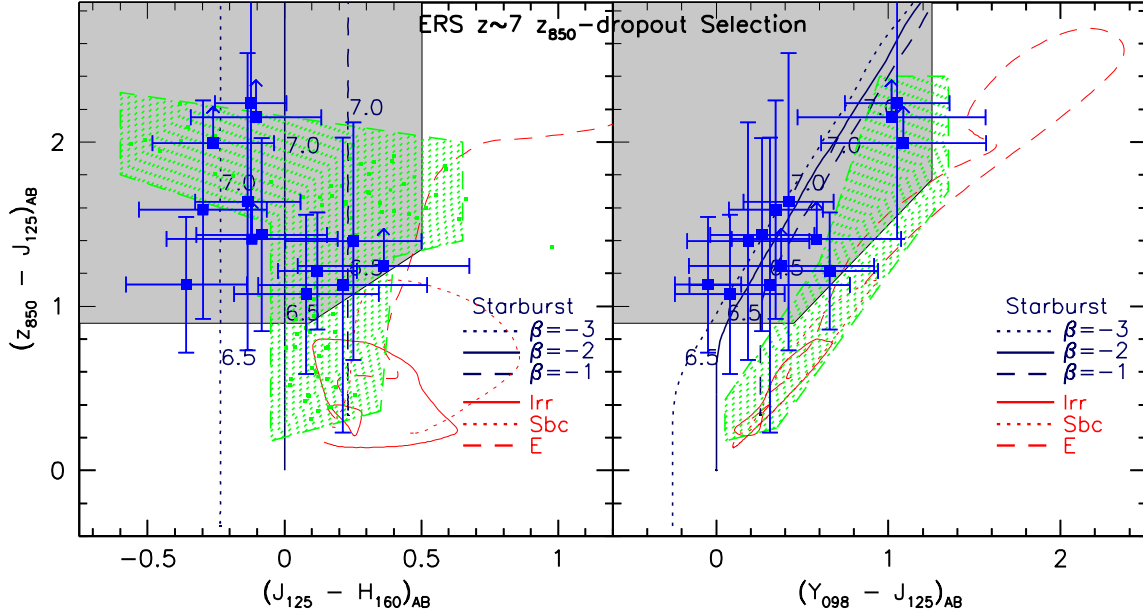 ERS z~7 z850-dropout Selection
(z850 − J125)AB
2
1
0
7.0
7.0
7.0
6.5
6.5
6.5
Starburst
β=−3
β=−2
β=−1
Irr
Sbc
E
−0.5
0
0.5
1
(J125 − H160)AB
7.0
7.0
7.0
6.5
6.5
6.5
Starburst
β=−3
β=−2
β=−1
Irr
Sbc
E
0
1
2
(Y098 − J125)AB